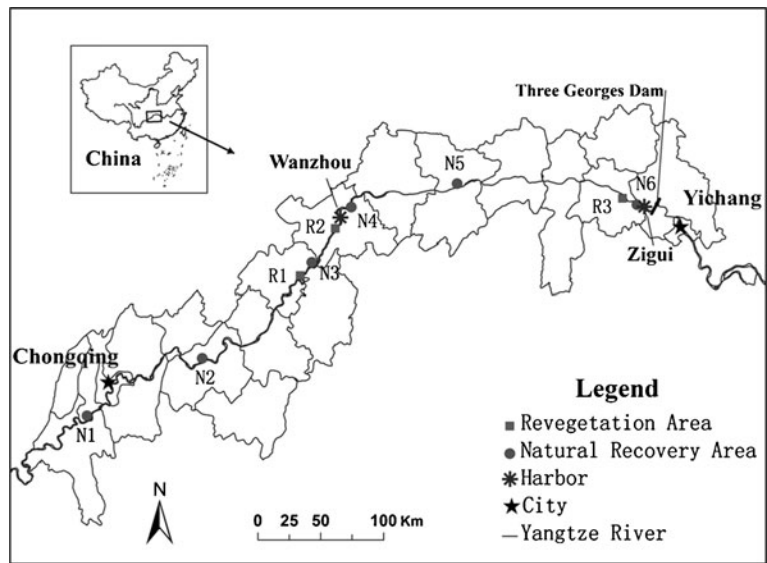 Three Georges Dam
China
Wanzhou
N5
N6
R3
Yichang
R2
N4
Zigui
R1
N3
Chongqing
N2
N1
Legend
Revegetation Area
Natural Recovery Area
Harbor
City
Yangtze River
N
0 25 50 100 Km